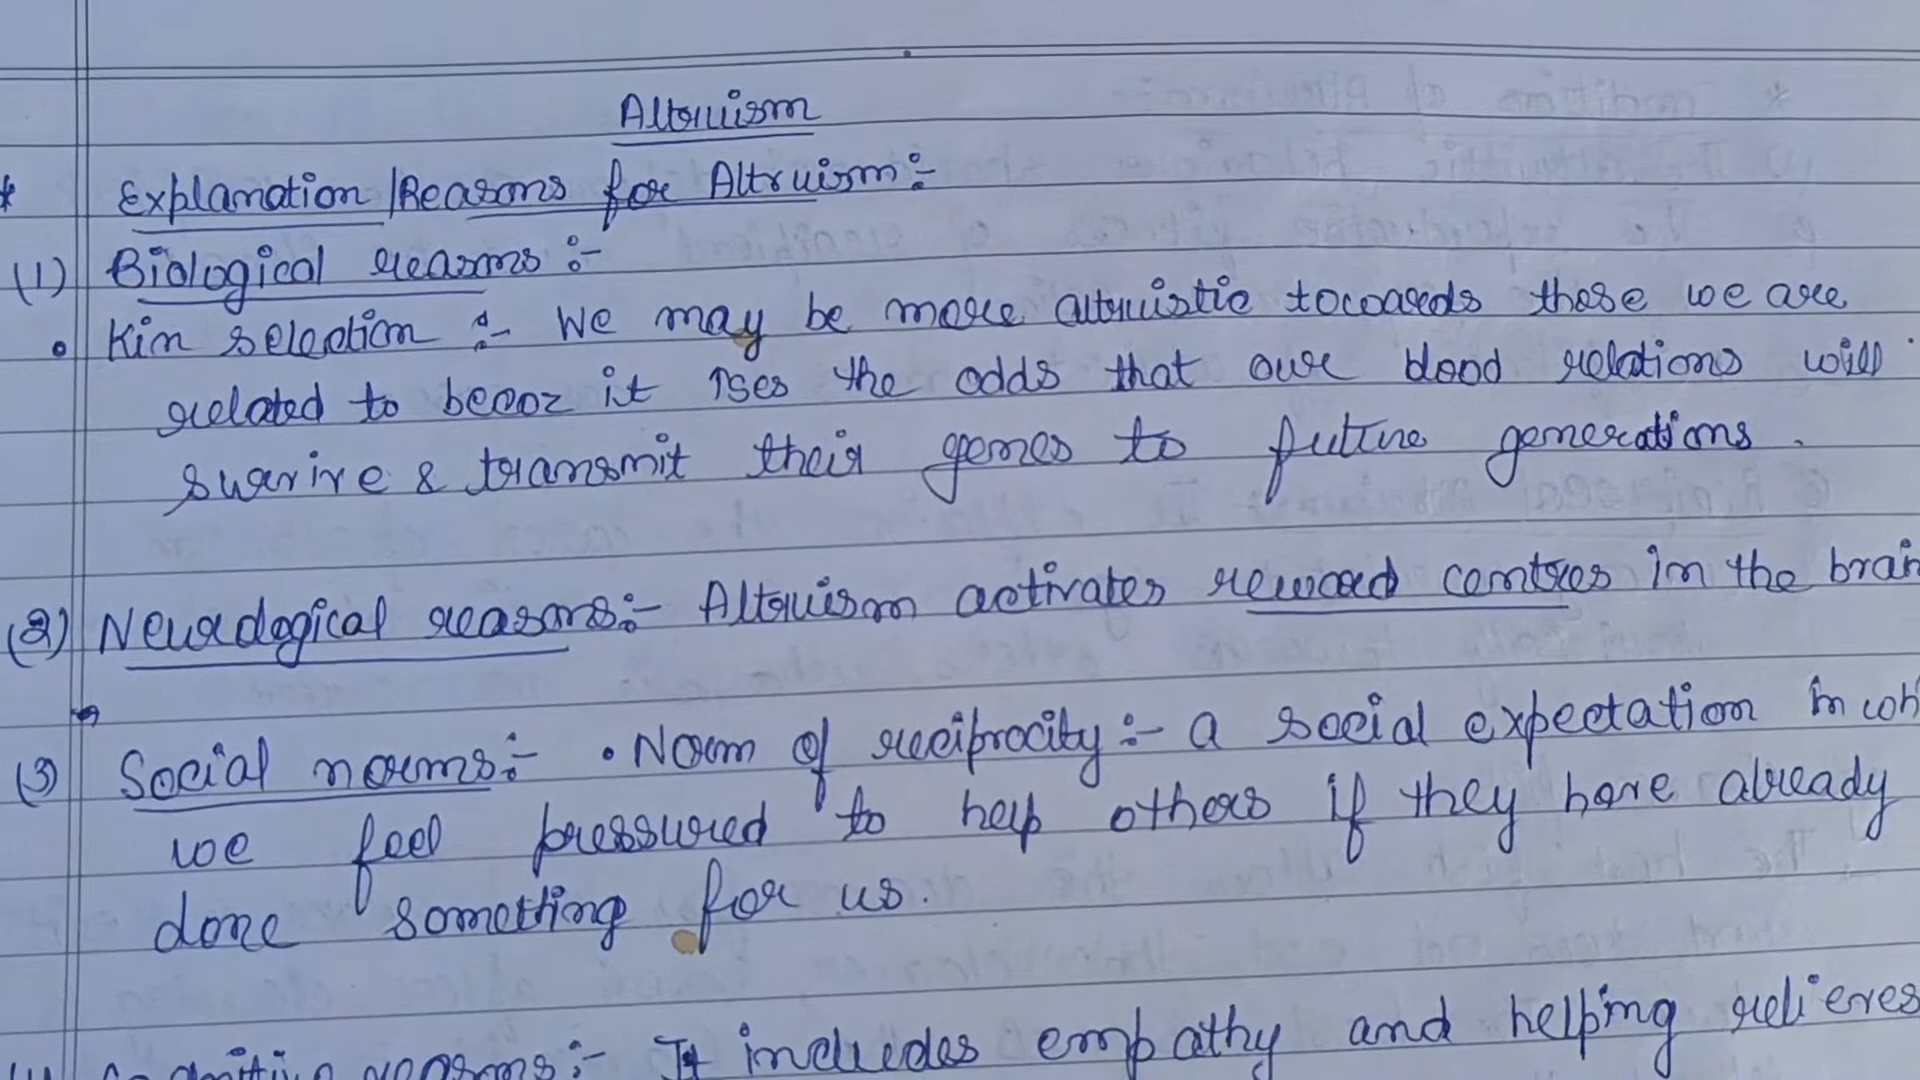 Altruism
* Explanation/Reasons for Altruism:-
(1) Biological reasons :-
• Kin selection :- We may be more altruistic towards those we are
related to becoz it ↑ses the odds that our blood relations will
survive & transmit their genes to future generations.
(2) Neurological reasons:- Altruism activates reward centres in the brain
(3) Social norms:- • Norm of reciprocity:- a social expectation in
we feel pressured to help others if they have already
done something for us.
Cognitive reasons:- It includes empathy and helping relieves